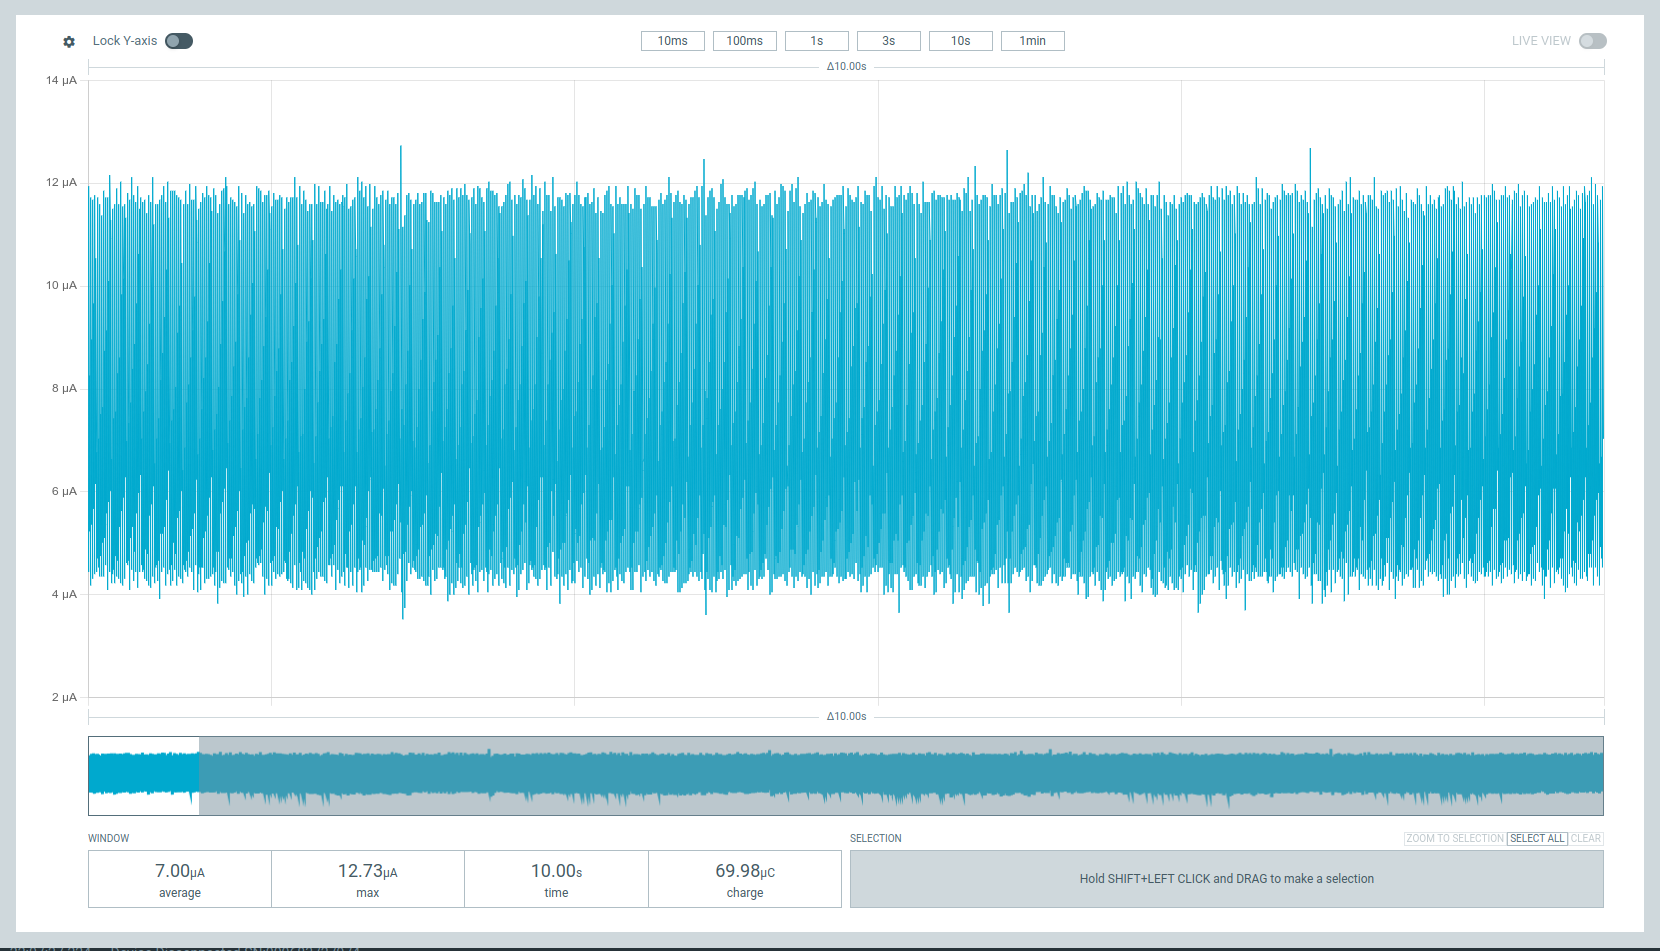 Lock Y-axis
10ms 100ms 1s 3s 10s 1min
LIVE VIEW
Δ10.00s
14 µA
12 µA
10 µA
8 µA
6 µA
4 µA
2 µA
Δ10.00s
WINDOW
7.00µA
average
12.73µA
max
10.00s
time
69.98µC
charge
SELECTION
ZOOM TO SELECTION SELECT ALL CLEAR
Hold SHIFT+LEFT CLICK and DRAG to make a selection